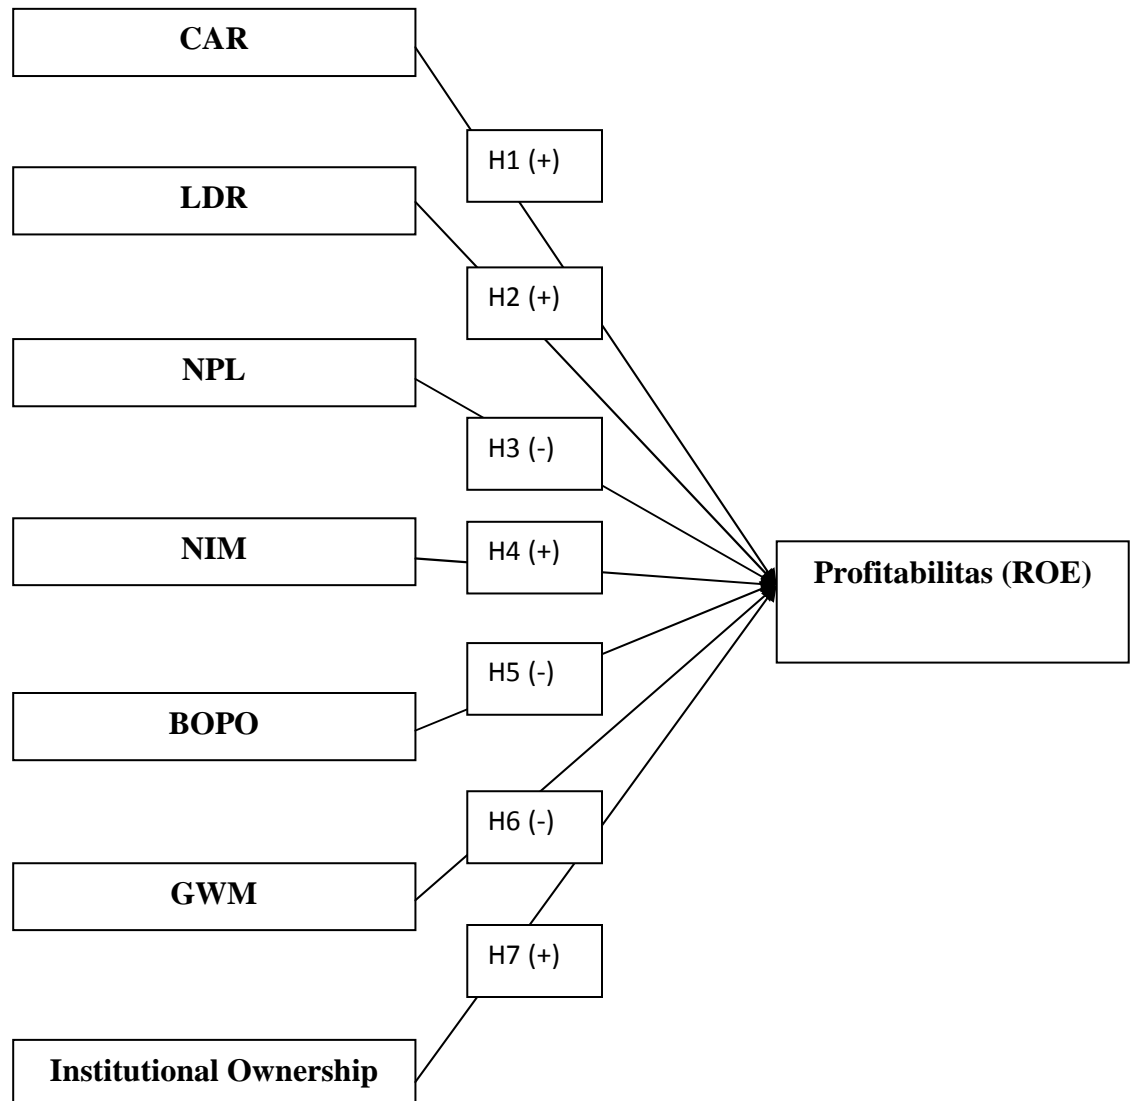 CAR
H1 (+)
LDR
H2 (+)
NPL
H3 (-)
NIM
H4 (+)
Profitabilitas (ROE)
H5 (-)
BOPO
H6 (-)
GWM
H7 (+)
Institutional Ownership